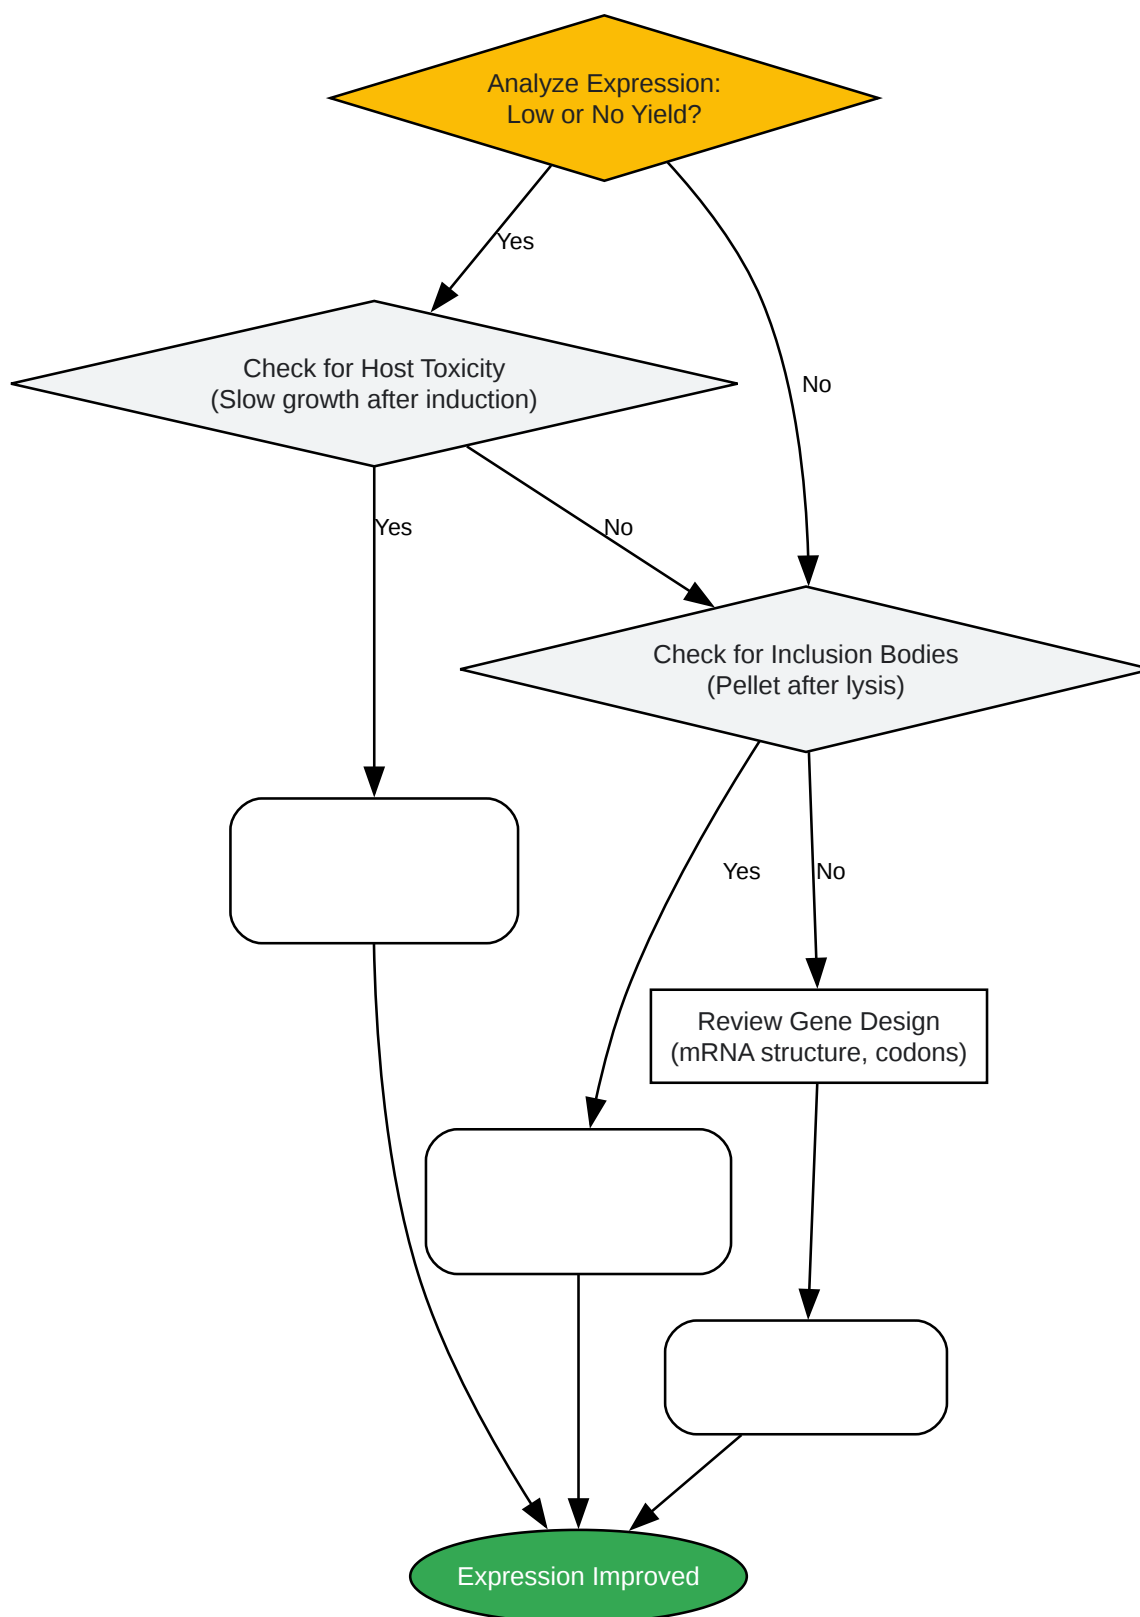 Analyze Expression:
Low or No Yield?
Yes
Check for Host Toxicity
(Slow growth after induction)
No
Yes
No
Check for Inclusion Bodies
(Pellet after lysis)
Yes
No
Review Gene Design
(mRNA structure, codons)
Expression Improved